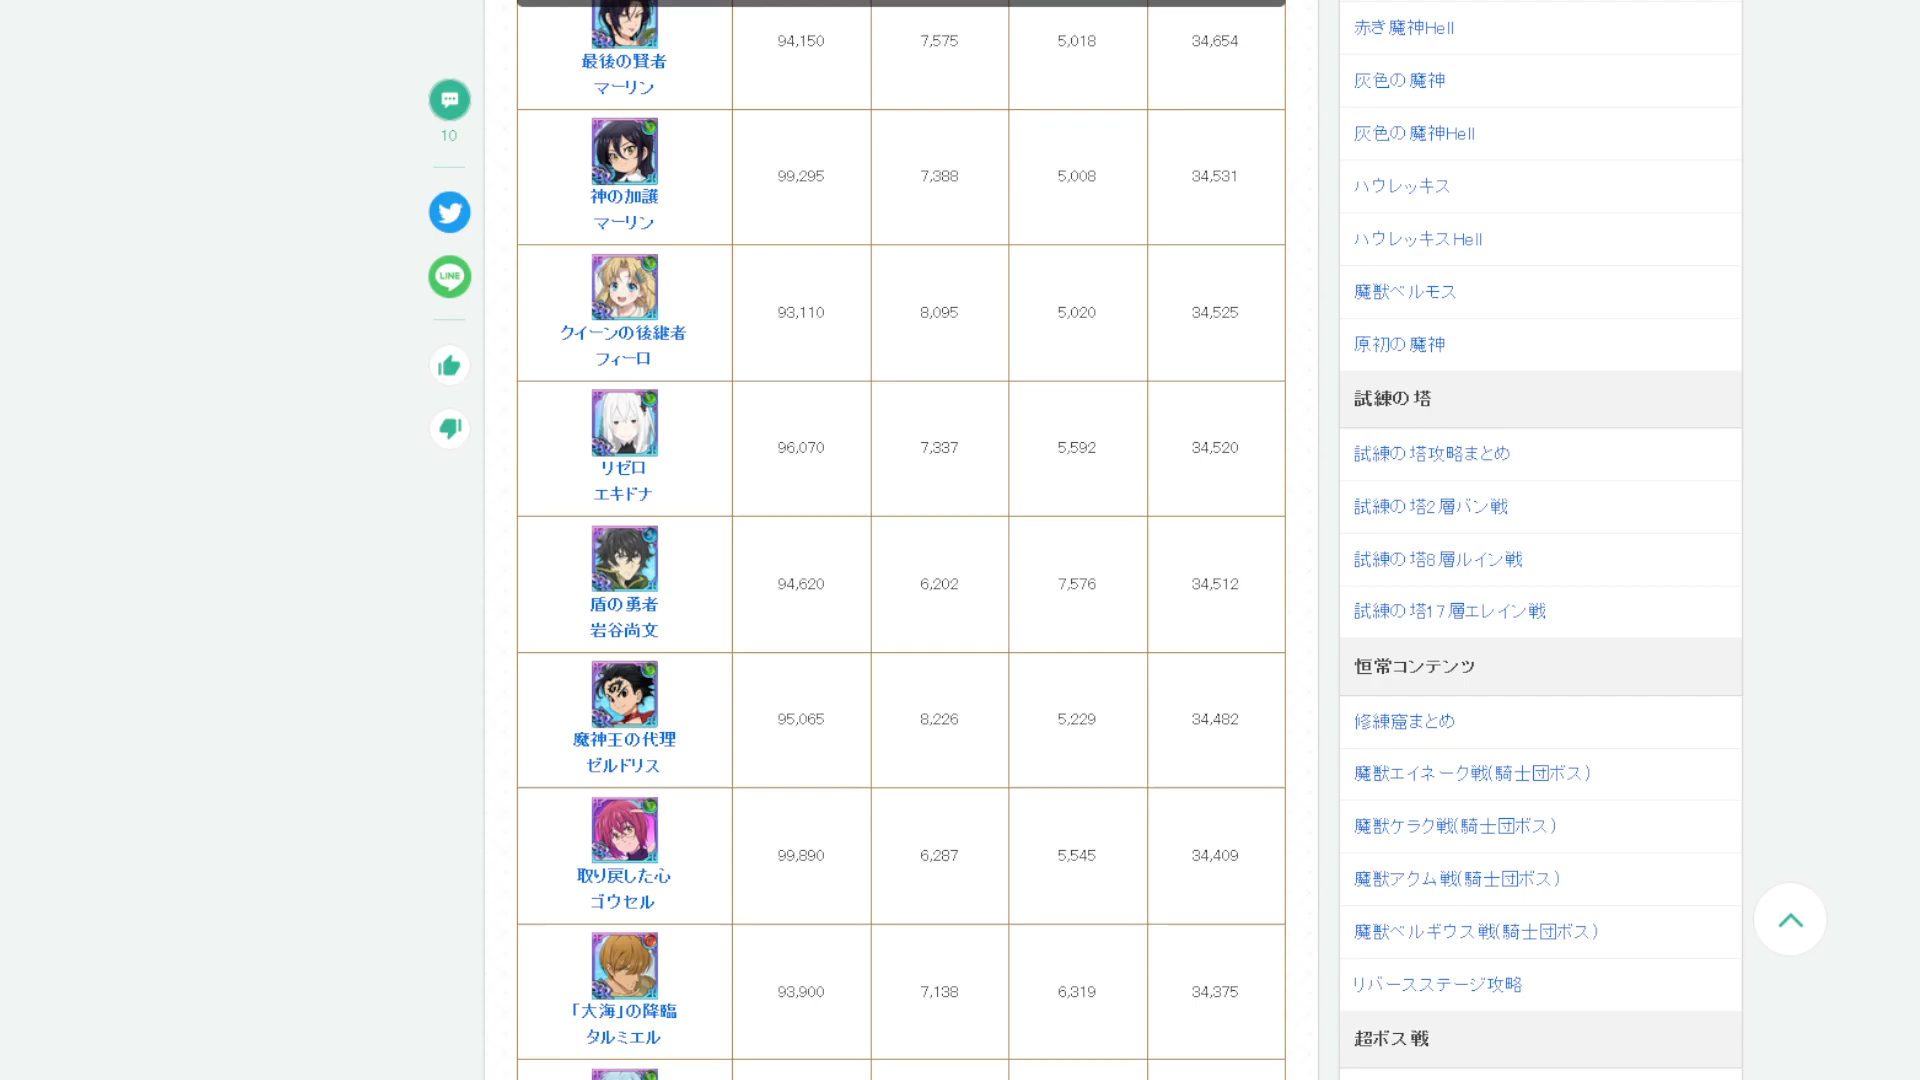 10
LINE
最後の賢者
マーリン
94,150 7,575 5,018 34,654
神の加護
マーリン
99,295 7,388 5,008 34,531
クイーンの後継者
フィーロ
93,110 8,095 5,020 34,525
リゼロ
エキドナ
96,070 7,337 5,592 34,520
盾の勇者
岩谷尚文
94,620 6,202 7,576 34,512
魔神王の代理
ゼルドリス
95,065 8,226 5,229 34,482
取り戻した心
ゴウセル
99,890 6,287 5,545 34,409
「大海」の降臨
タルミエル
93,900 7,138 6,319 34,375
赤き魔神Hell
灰色の魔神
灰色の魔神Hell
ハウレッキス
ハウレッキスHell
魔獣ベルモス
原初の魔神
試練の塔
試練の塔攻略まとめ
試練の塔2層バン戦
試練の塔8層ルイン戦
試練の塔17層エレイン戦
恒常コンテンツ
修練窟まとめ
魔獣エイネーク戦(騎士団ボス)
魔獣ケラク戦(騎士団ボス)
魔獣アクム戦(騎士団ボス)
魔獣ベルギウス戦(騎士団ボス)
リバースステージ攻略
超ボス戦